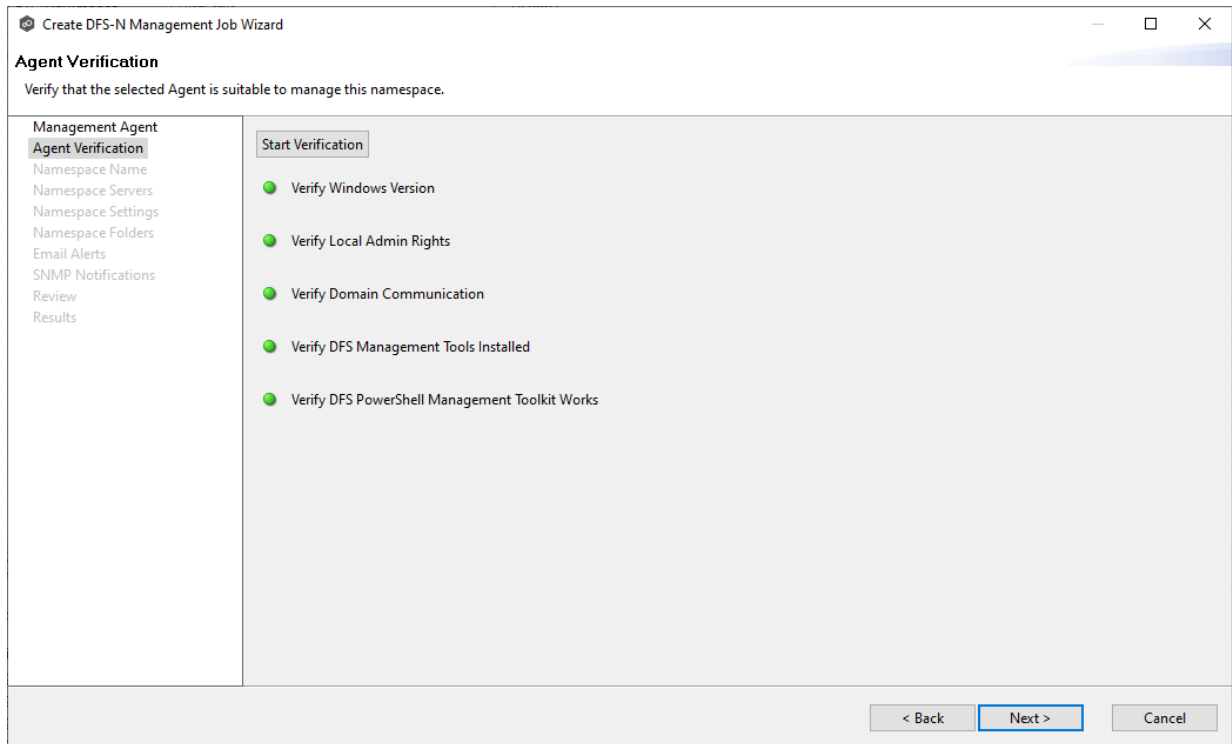 Create DFS-N Management Job Wizard
Agent Verification
Verify that the selected Agent is suitable to manage this namespace.
Management Agent
Agent Verification
Namespace Name
Namespace Servers
Namespace Settings
Namespace Folders
Email Alerts
SNMP Notifications
Review
Results
Start Verification
Verify Windows Version
Verify Local Admin Rights
Verify Domain Communication
Verify DFS Management Tools Installed
Verify DFS PowerShell Management Toolkit Works
< Back
Next >
Cancel